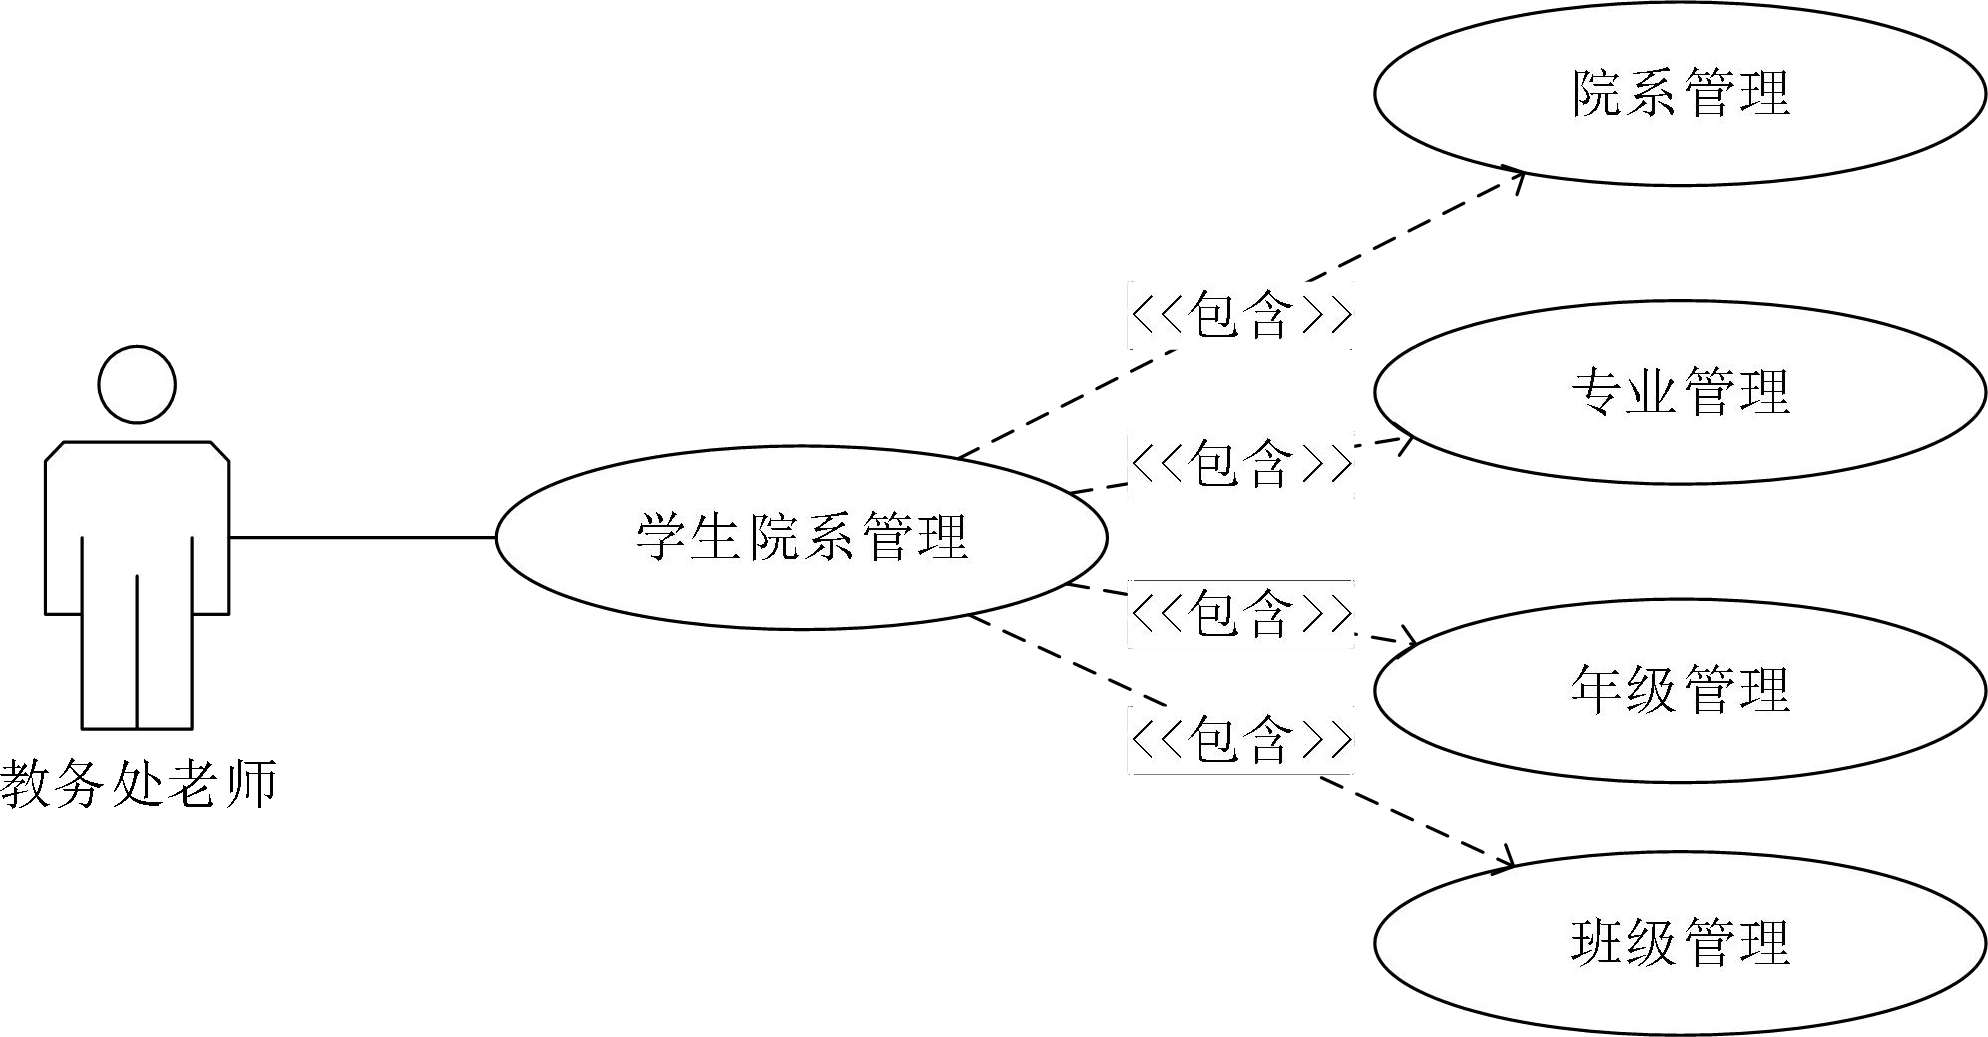 院系管理
<<包含>>
专业管理
<<包含>>
学生院系管理
<<包含>>
年级管理
<<包含>>
教务处老师
班级管理